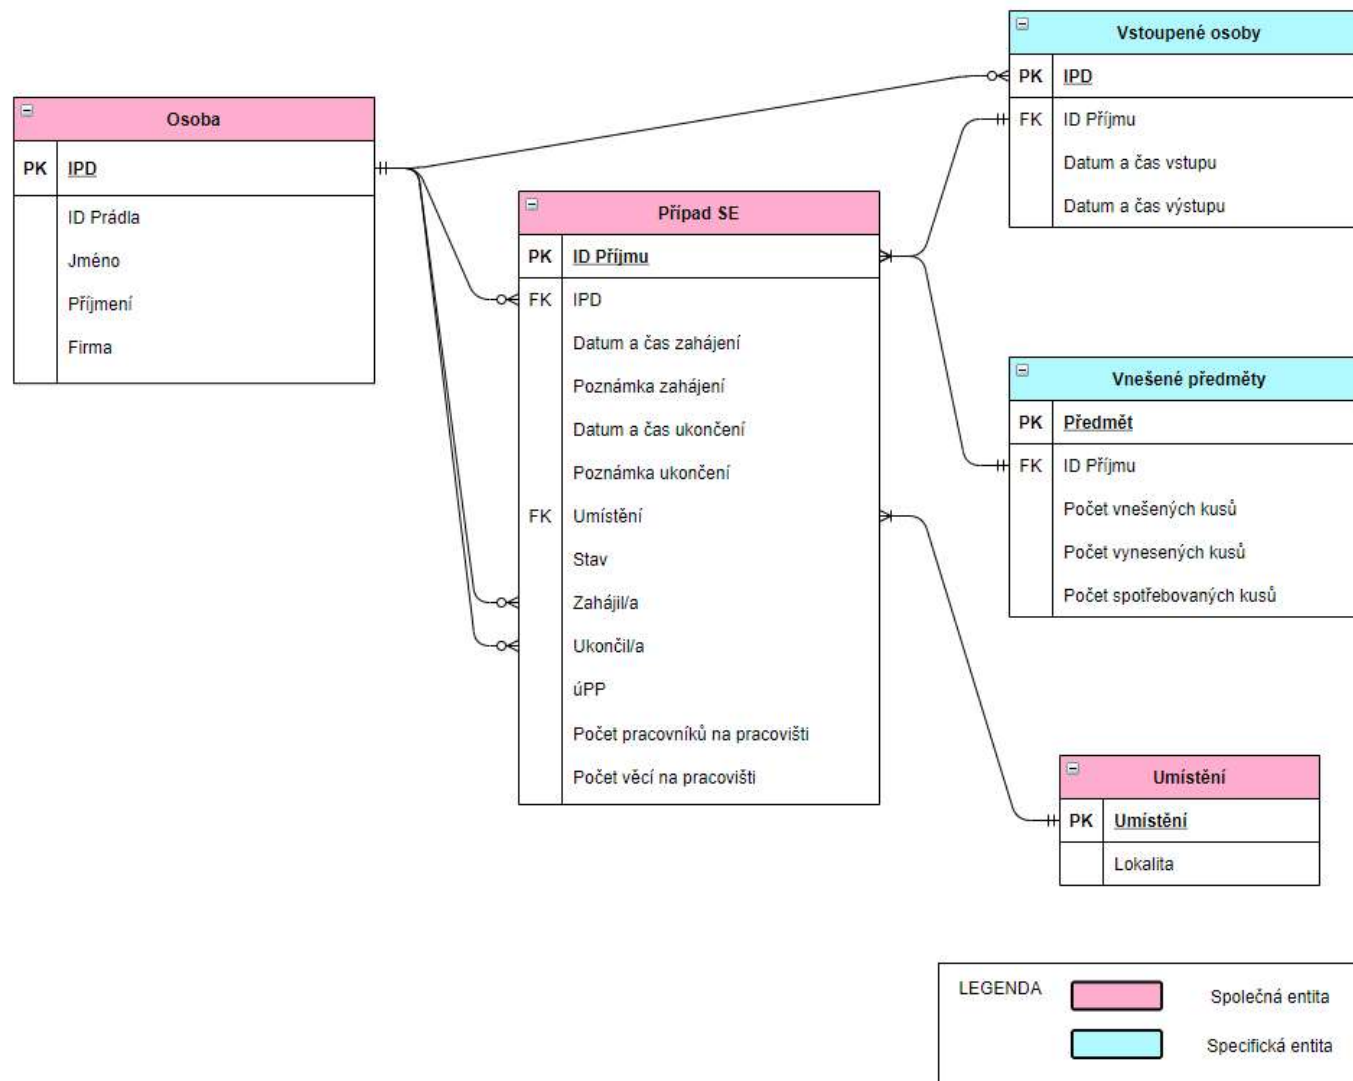 Osoba
PK IPD
ID Prádla
Jméno
Příjmení
Firma
Případ SE
PK ID Příjmu
FK IPD
Datum a čas zahájení
Poznámka zahájení
Datum a čas ukončení
Poznámka ukončení
FK Umístění
Stav
Zahájil/a
Ukončil/a
úPP
Počet pracovníků na pracovišti
Počet věcí na pracovišti
Vstoupené osoby
PK IPD
FK ID Příjmu
Datum a čas vstupu
Datum a čas výstupu
Vnešené předměty
PK Předmět
FK ID Příjmu
Počet vnešených kusů
Počet vynesených kusů
Počet spotřebovaných kusů
Umístění
PK Umístění
Lokalita
LEGENDA
Společná entita
Specifická entita